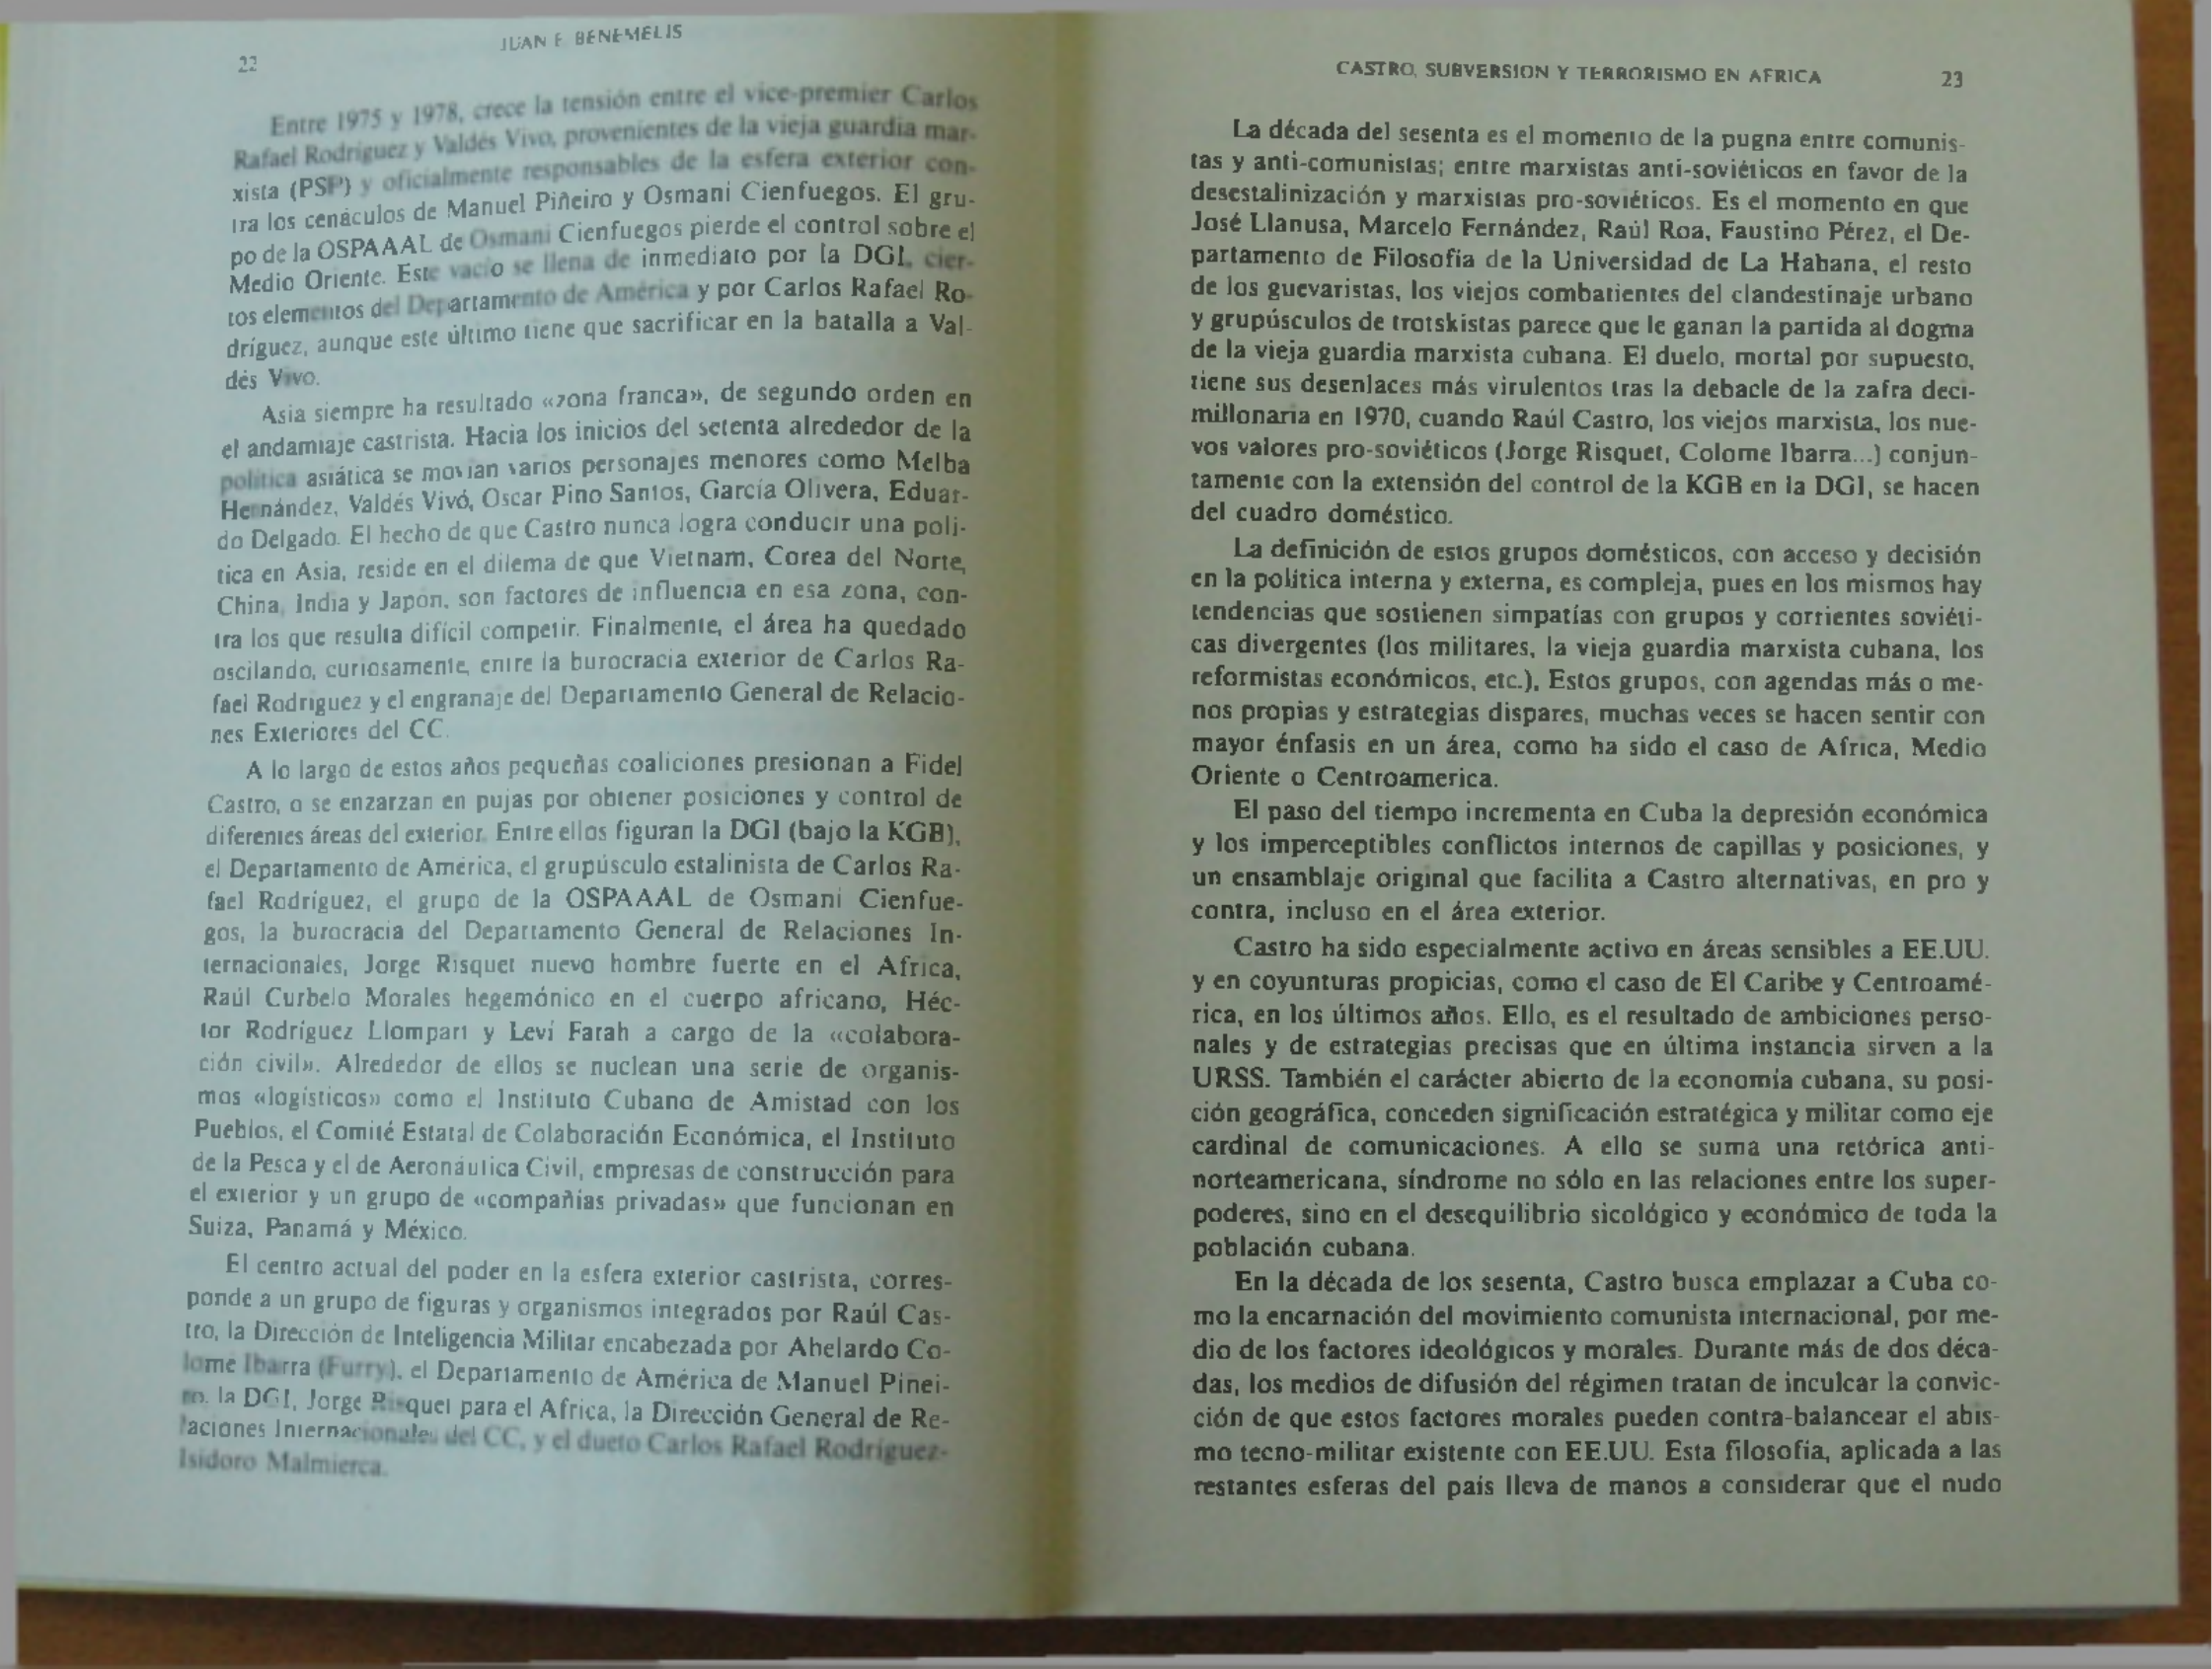 JUAN F. BENEMELIS
22
Entre 1975 y 1978, crece la tensión entre el vice-premier Carlos
Rafael Rodríguez y Valdés Vivo, provenientes de la vieja guardia mar-
xista (PSP) y oficialmente responsables de la esfera exterior con-
tra los cenáculos de Manuel Piñeiro y Osmani Cienfuegos. El gru-
po de la OSPAAAL de Osmani Cienfuegos pierde el control sobre el
Medio Oriente. Este vacío se llena de inmediato por la DGI, cier-
tos elementos del Departamento de América y por Carlos Rafael Ro-
dríguez, aunque este último tiene que sacrificar en la batalla a Val-
dés Vivo.
Asia siempre ha resultado «zona franca», de segundo orden en
el andamiaje castrista. Hacia los inicios del setenta alrededor de la
política asiática se movían varios personajes menores como Melba
Hernández, Valdés Vivó, Oscar Pino Santos, García Olivera, Eduar-
do Delgado. El hecho de que Castro nunca logra conducir una polí-
tica en Asia, reside en el dilema de que Vietnam, Corea del Norte,
China, India y Japón, son factores de influencia en esa zona, con-
tra los que resulta difícil competir. Finalmente, el área ha quedado
oscilando, curiosamente, entre la burocracia exterior de Carlos Ra-
fael Rodríguez y el engranaje del Departamento General de Relacio-
nes Exteriores del CC.
A lo largo de estos años pequeñas coaliciones presionan a Fidel
Castro, o se enzarzan en pujas por obtener posiciones y control de
diferentes áreas del exterior. Entre ellos figuran la DGI (bajo la KGB),
el Departamento de América, el grupúsculo estalinista de Carlos Ra-
fael Rodríguez, el grupo de la OSPAAAL de Osmani Cienfue-
gos, la burocracia del Departamento General de Relaciones In-
ternacionales, Jorge Risquet nuevo hombre fuerte en el Africa,
Raúl Curbelo Morales hegemónico en el cuerpo africano, Héc-
tor Rodríguez Llompart y Leví Farah a cargo de la «colabora-
ción civil». Alrededor de ellos se nuclean una serie de organis-
mos «logísticos» como el Instituto Cubano de Amistad con los
Pueblos, el Comité Estatal de Colaboración Económica, el Instituto
de la Pesca y el de Aeronáutica Civil, empresas de construcción para
el exterior y un grupo de «compañías privadas» que funcionan en
Suiza, Panamá y México.
El centro actual del poder en la esfera exterior castrista, corres-
ponde a un grupo de figuras y organismos integrados por Raúl Cas-
tro, la Dirección de Inteligencia Militar encabezada por Abelardo Co-
lomé Ibarra (Furry), el Departamento de América de Manuel Pinei-
ro, la DGI, Jorge Risquet para el Africa, la Dirección General de Re-
laciones Internacionales del CC, y el dueto Carlos Rafael Rodríguez-
Isidoro Malmierca.
CASTRO, SUBVERSION Y TERRORISMO EN AFRICA 23
La década del sesenta es el momento de la pugna entre comunis-
tas y anti-comunistas; entre marxistas anti-soviéticos en favor de la
desestalinización y marxistas pro-soviéticos. Es el momento en que
José Llanusa, Marcelo Fernández, Raúl Roa, Faustino Pérez, el De-
partamento de Filosofía de la Universidad de La Habana, el resto
de los guevaristas, los viejos combatientes del clandestinaje urbano
y grupúsculos de trotskistas parece que le ganan la partida al dogma
de la vieja guardia marxista cubana. El duelo, mortal por supuesto,
tiene sus desenlaces más virulentos tras la debacle de la zafra deci-
millonaria en 1970, cuando Raúl Castro, los viejos marxista, los nue-
vos valores pro-soviéticos (Jorge Risquet, Colome Ibarra...) conjun-
tamente con la extensión del control de la KGB en la DGI, se hacen
del cuadro doméstico.
La definición de estos grupos domésticos, con acceso y decisión
en la política interna y externa, es compleja, pues en los mismos hay
tendencias que sostienen simpatías con grupos y corrientes soviéti-
cas divergentes (los militares, la vieja guardia marxista cubana, los
reformistas económicos, etc.), Estos grupos, con agendas más o me-
nos propias y estrategias dispares, muchas veces se hacen sentir con
mayor énfasis en un área, como ha sido el caso de Africa, Medio
Oriente o Centroamerica.
El paso del tiempo incrementa en Cuba la depresión económica
y los imperceptibles conflictos internos de capillas y posiciones, y
un ensamblaje original que facilita a Castro alternativas, en pro y
contra, incluso en el área exterior.
Castro ha sido especialmente activo en áreas sensibles a EE.UU.
y en coyunturas propicias, como el caso de El Caribe y Centroamé-
rica, en los últimos años. Ello, es el resultado de ambiciones perso-
nales y de estrategias precisas que en última instancia sirven a la
URSS. También el carácter abierto de la economía cubana, su posi-
ción geográfica, conceden significación estratégica y militar como eje
cardinal de comunicaciones. A ello se suma una retórica anti-
norteamericana, síndrome no sólo en las relaciones entre los super-
poderes, sino en el desequilibrio sicológico y económico de toda la
población cubana.
En la década de los sesenta, Castro busca emplazar a Cuba co-
mo la encarnación del movimiento comunista internacional, por me-
dio de los factores ideológicos y morales. Durante más de dos déca-
das, los medios de difusión del régimen tratan de inculcar la convic-
ción de que estos factores morales pueden contra-balancear el abis-
mo tecno-militar existente con EE.UU. Esta filosofía, aplicada a las
restantes esferas del país lleva de manos a considerar que el nudo